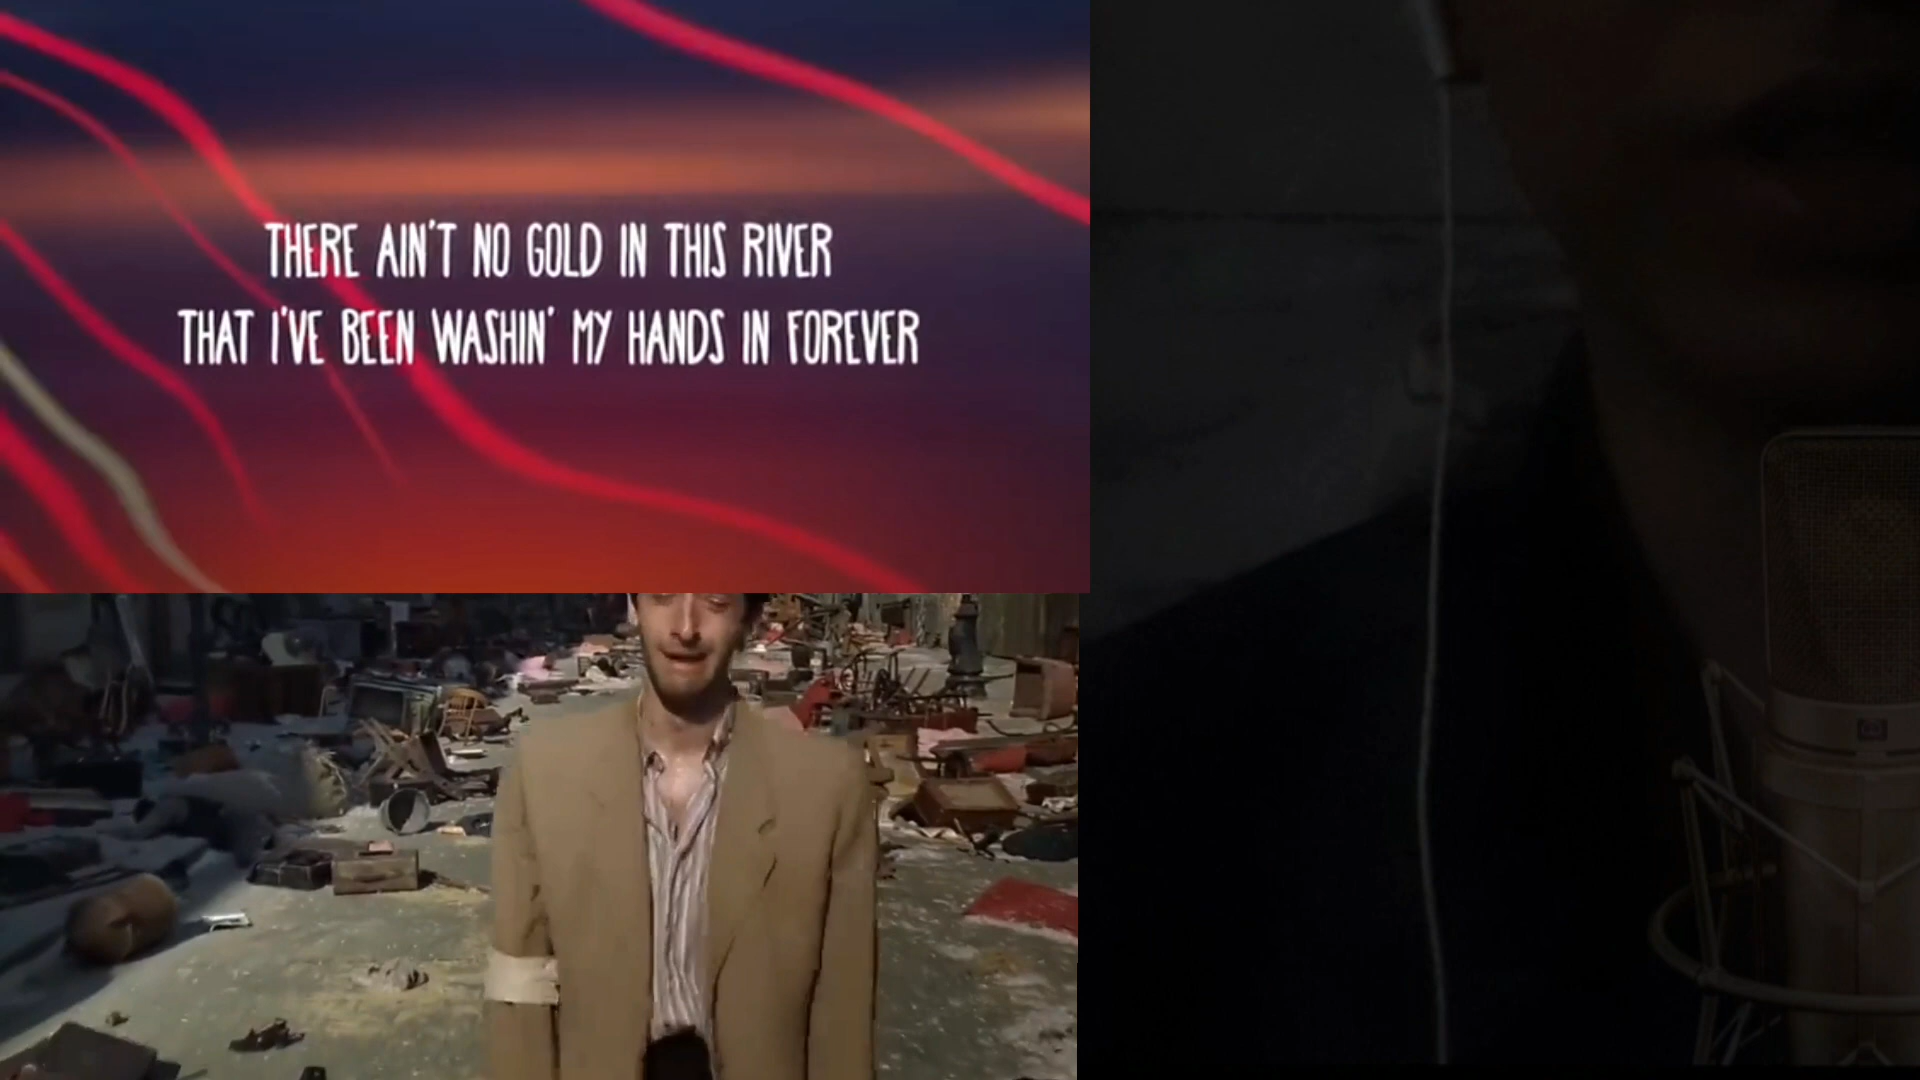 THERE AIN'T NO GOLD IN THIS RIVER
THAT I'VE BEEN WASHIN' MY HANDS IN FOREVER